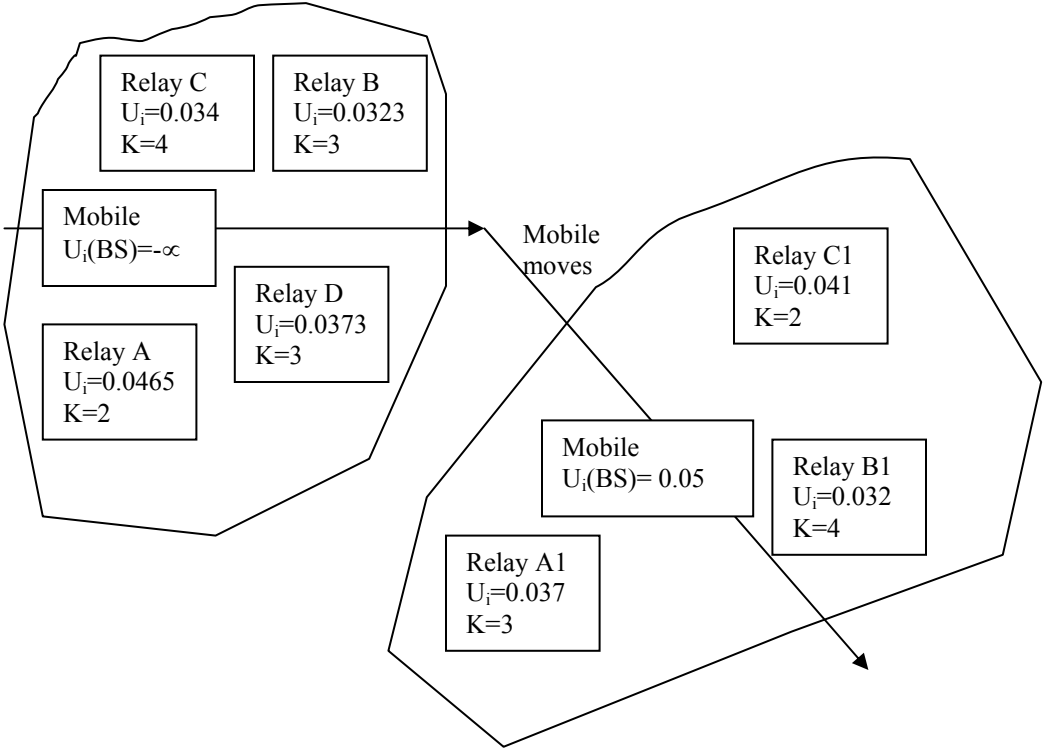 Relay C
Uᵢ=0.034
K=4
Relay B
Uᵢ=0.0323
K=3
Mobile
Uᵢ(BS)=-∝
Mobile
moves
Relay D
Uᵢ=0.0373
K=3
Relay A
Uᵢ=0.0465
K=2
Relay C1
Uᵢ=0.041
K=2
Mobile
Uᵢ(BS)= 0.05
Relay B1
Uᵢ=0.032
K=4
Relay A1
Uᵢ=0.037
K=3